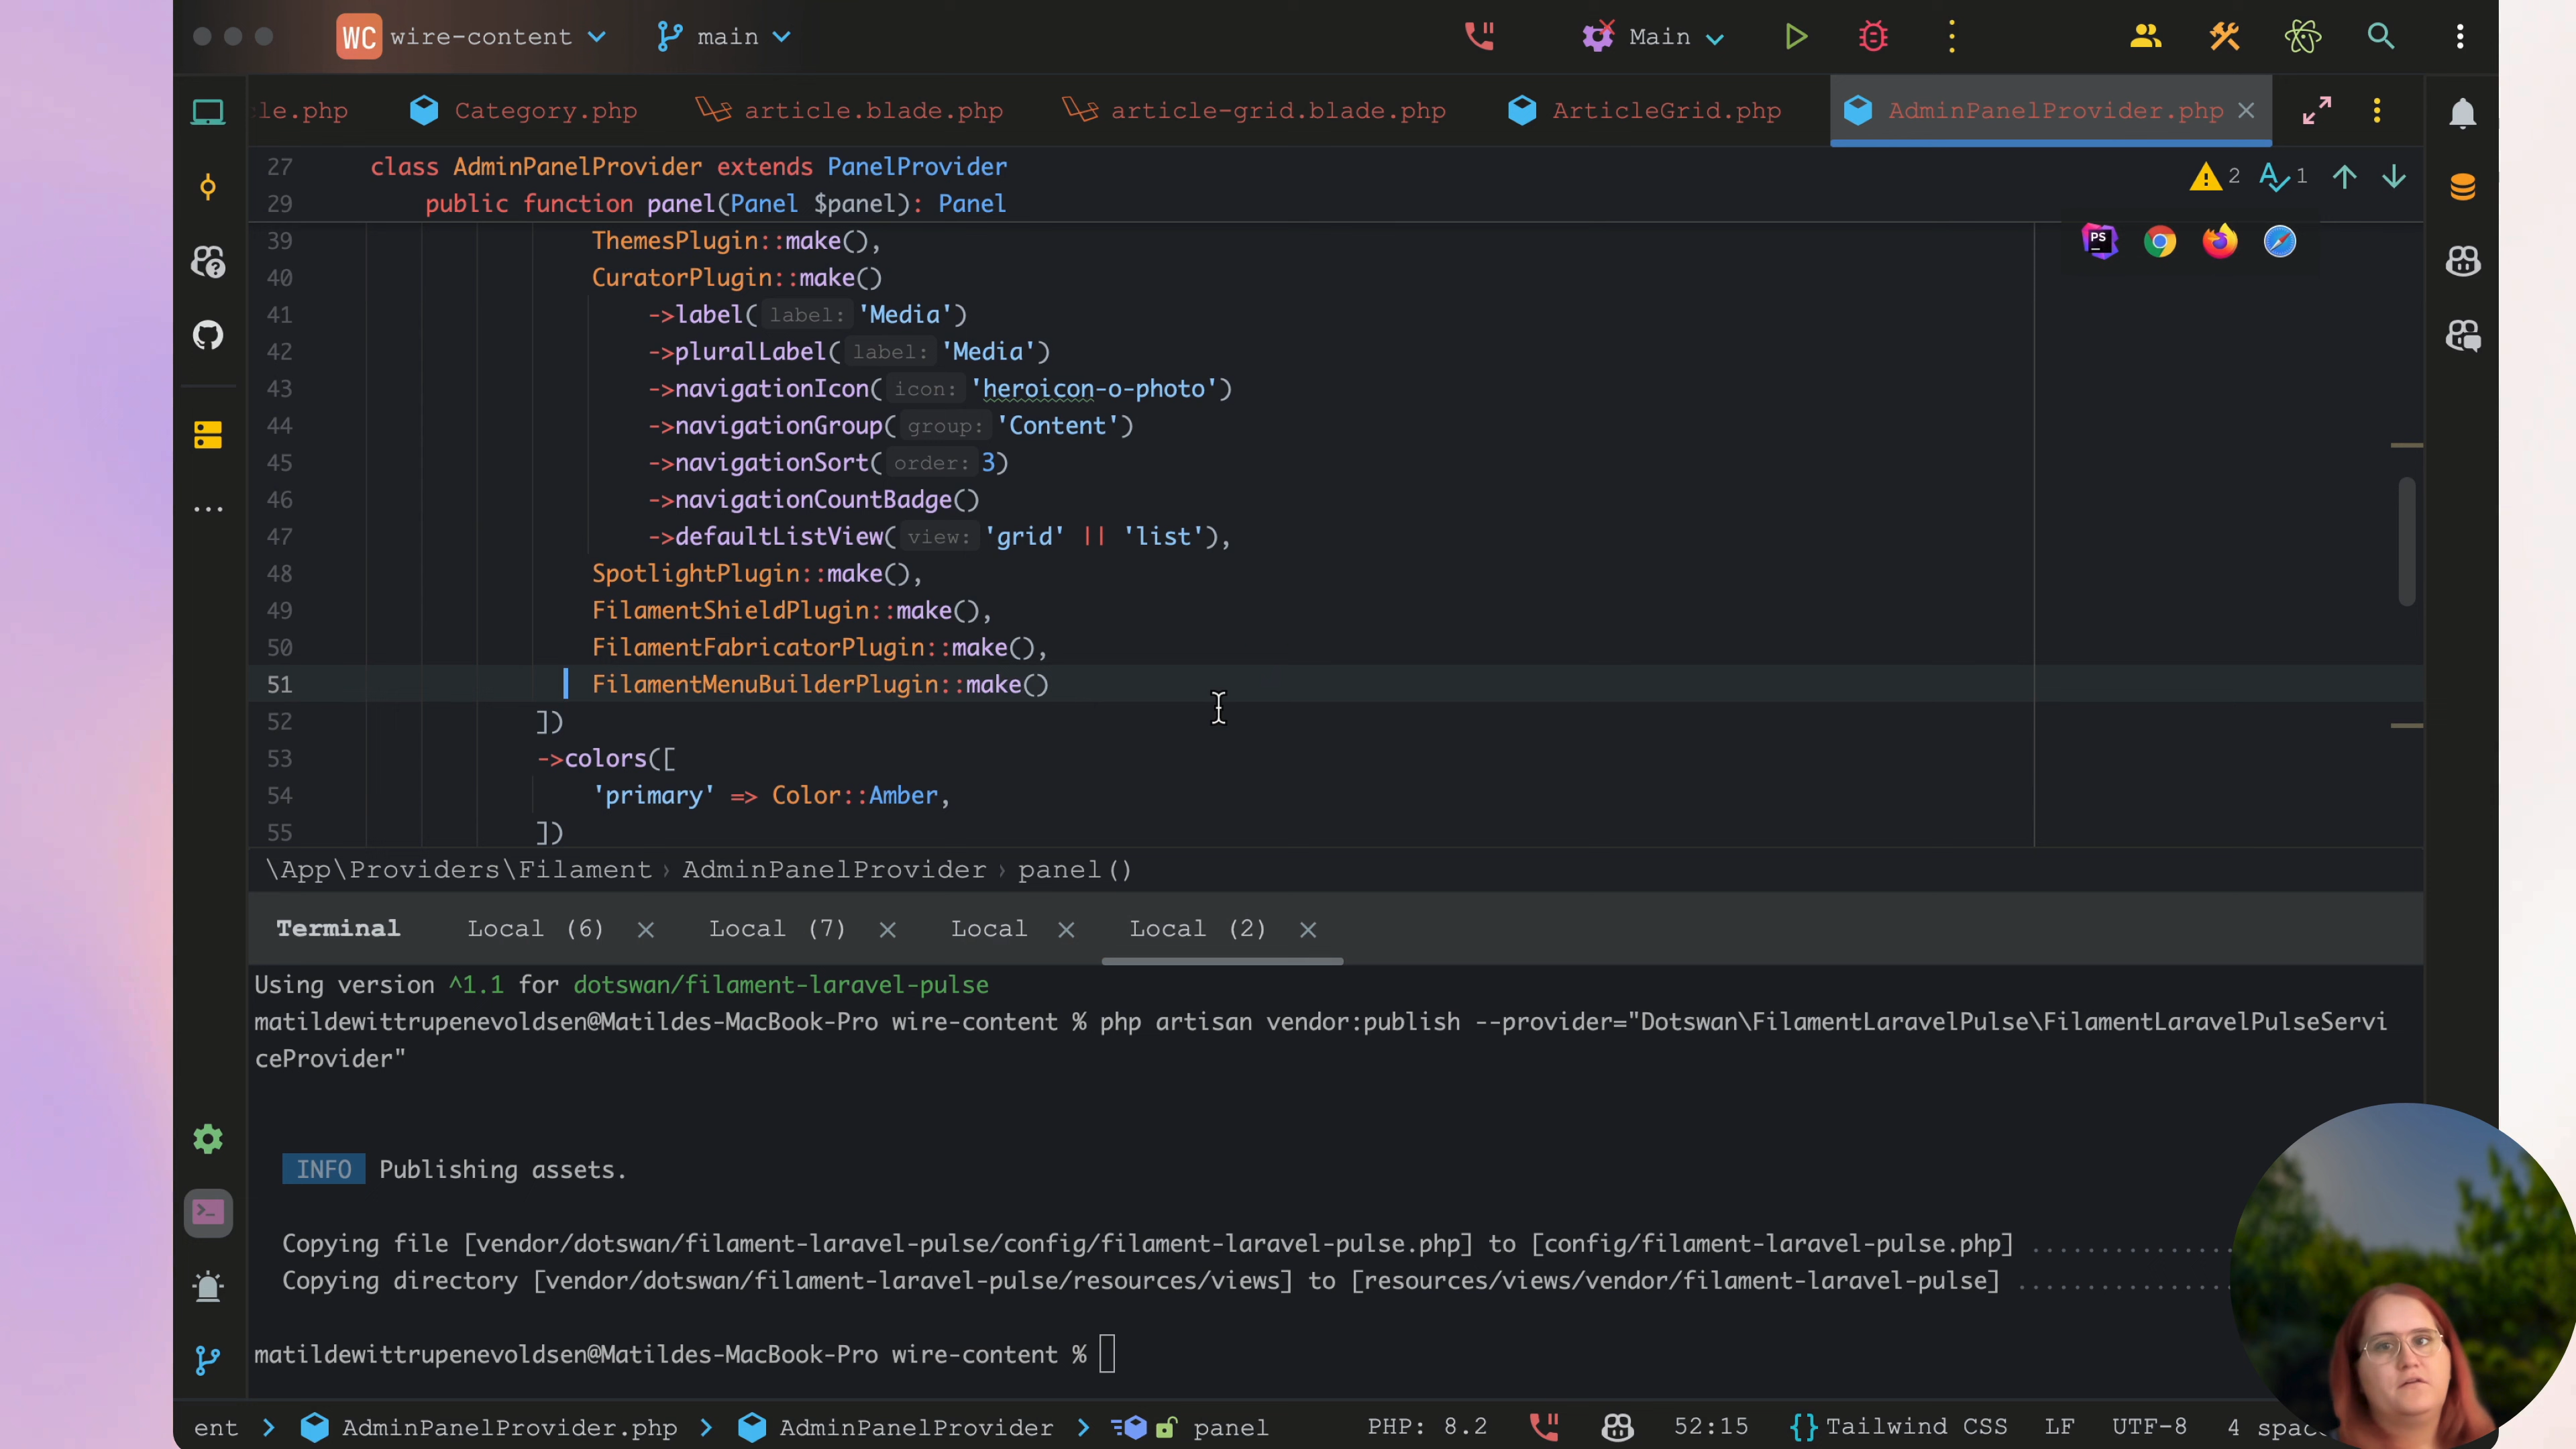 WC wire-content main Main
le.php Category.php article.blade.php article-grid.blade.php ArticleGrid.php AdminPanelProvider.php
27 class AdminPanelProvider extends PanelProvider
2 1
29 public function panel(Panel $panel): Panel
39 ThemesPlugin::make(),
PS
40 CuratorPlugin::make()
41 ->label( label: 'Media')
42 ->pluralLabel( label: 'Media')
43 ->navigationIcon( icon: 'heroicon-o-photo')
44 ->navigationGroup( group: 'Content')
45 ->navigationSort( order: 3)
46 ->navigationCountBadge()
47 ->defaultListView( view: 'grid' || 'list'),
48 SpotlightPlugin::make(),
49 FilamentShieldPlugin::make(),
50 FilamentFabricatorPlugin::make(),
51 FilamentMenuBuilderPlugin::make()
52 ])
53 ->colors([
54 'primary' => Color::Amber,
55 ])
\App\Providers\Filament › AdminPanelProvider › panel()
Terminal Local (6) Local (7) Local Local (2)
Using version ^1.1 for dotswan/filament-laravel-pulse
matildewittrupenevoldsen@Matildes-MacBook-Pro wire-content % php artisan vendor:publish --provider="Dotswan\FilamentLaravelPulse\FilamentLaravelPulseServi
ceProvider"
INFO Publishing assets.
Copying file [vendor/dotswan/filament-laravel-pulse/config/filament-laravel-pulse.php] to [config/filament-laravel-pulse.php] ..............
Copying directory [vendor/dotswan/filament-laravel-pulse/resources/views] to [resources/views/vendor/filament-laravel-pulse] ...............
matildewittrupenevoldsen@Matildes-MacBook-Pro wire-content %
ent AdminPanelProvider.php AdminPanelProvider panel PHP: 8.2 52:15 {} Tailwind CSS LF UTF-8 4 spac